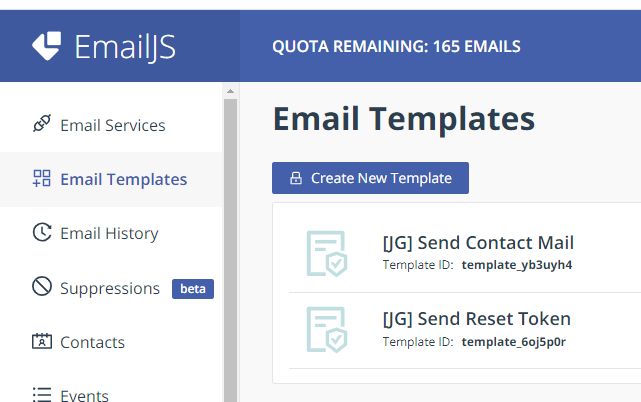 EmailJS
QUOTA REMAINING: 165 EMAILS
Email Services
Email Templates
Email History
Suppressions beta
Contacts
Events
Email Templates
Create New Template
[JG] Send Contact Mail
Template ID: template_yb3uyh4
[JG] Send Reset Token
Template ID: template_6oj5p0r